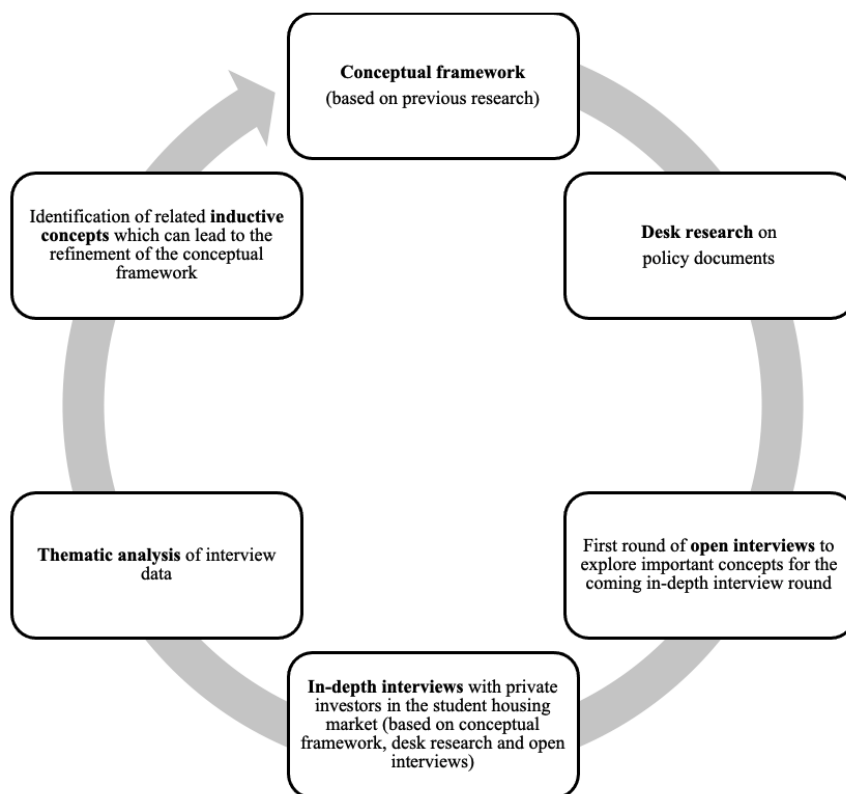 Conceptual framework
(based on previous research)
Desk research on
policy documents
First round of open interviews to
explore important concepts for the
coming in-depth interview round
In-depth interviews with private
investors in the student housing
market (based on conceptual
framework, desk research and open
interviews)
Thematic analysis of interview
data
Identification of related inductive
concepts which can lead to the
refinement of the conceptual
framework